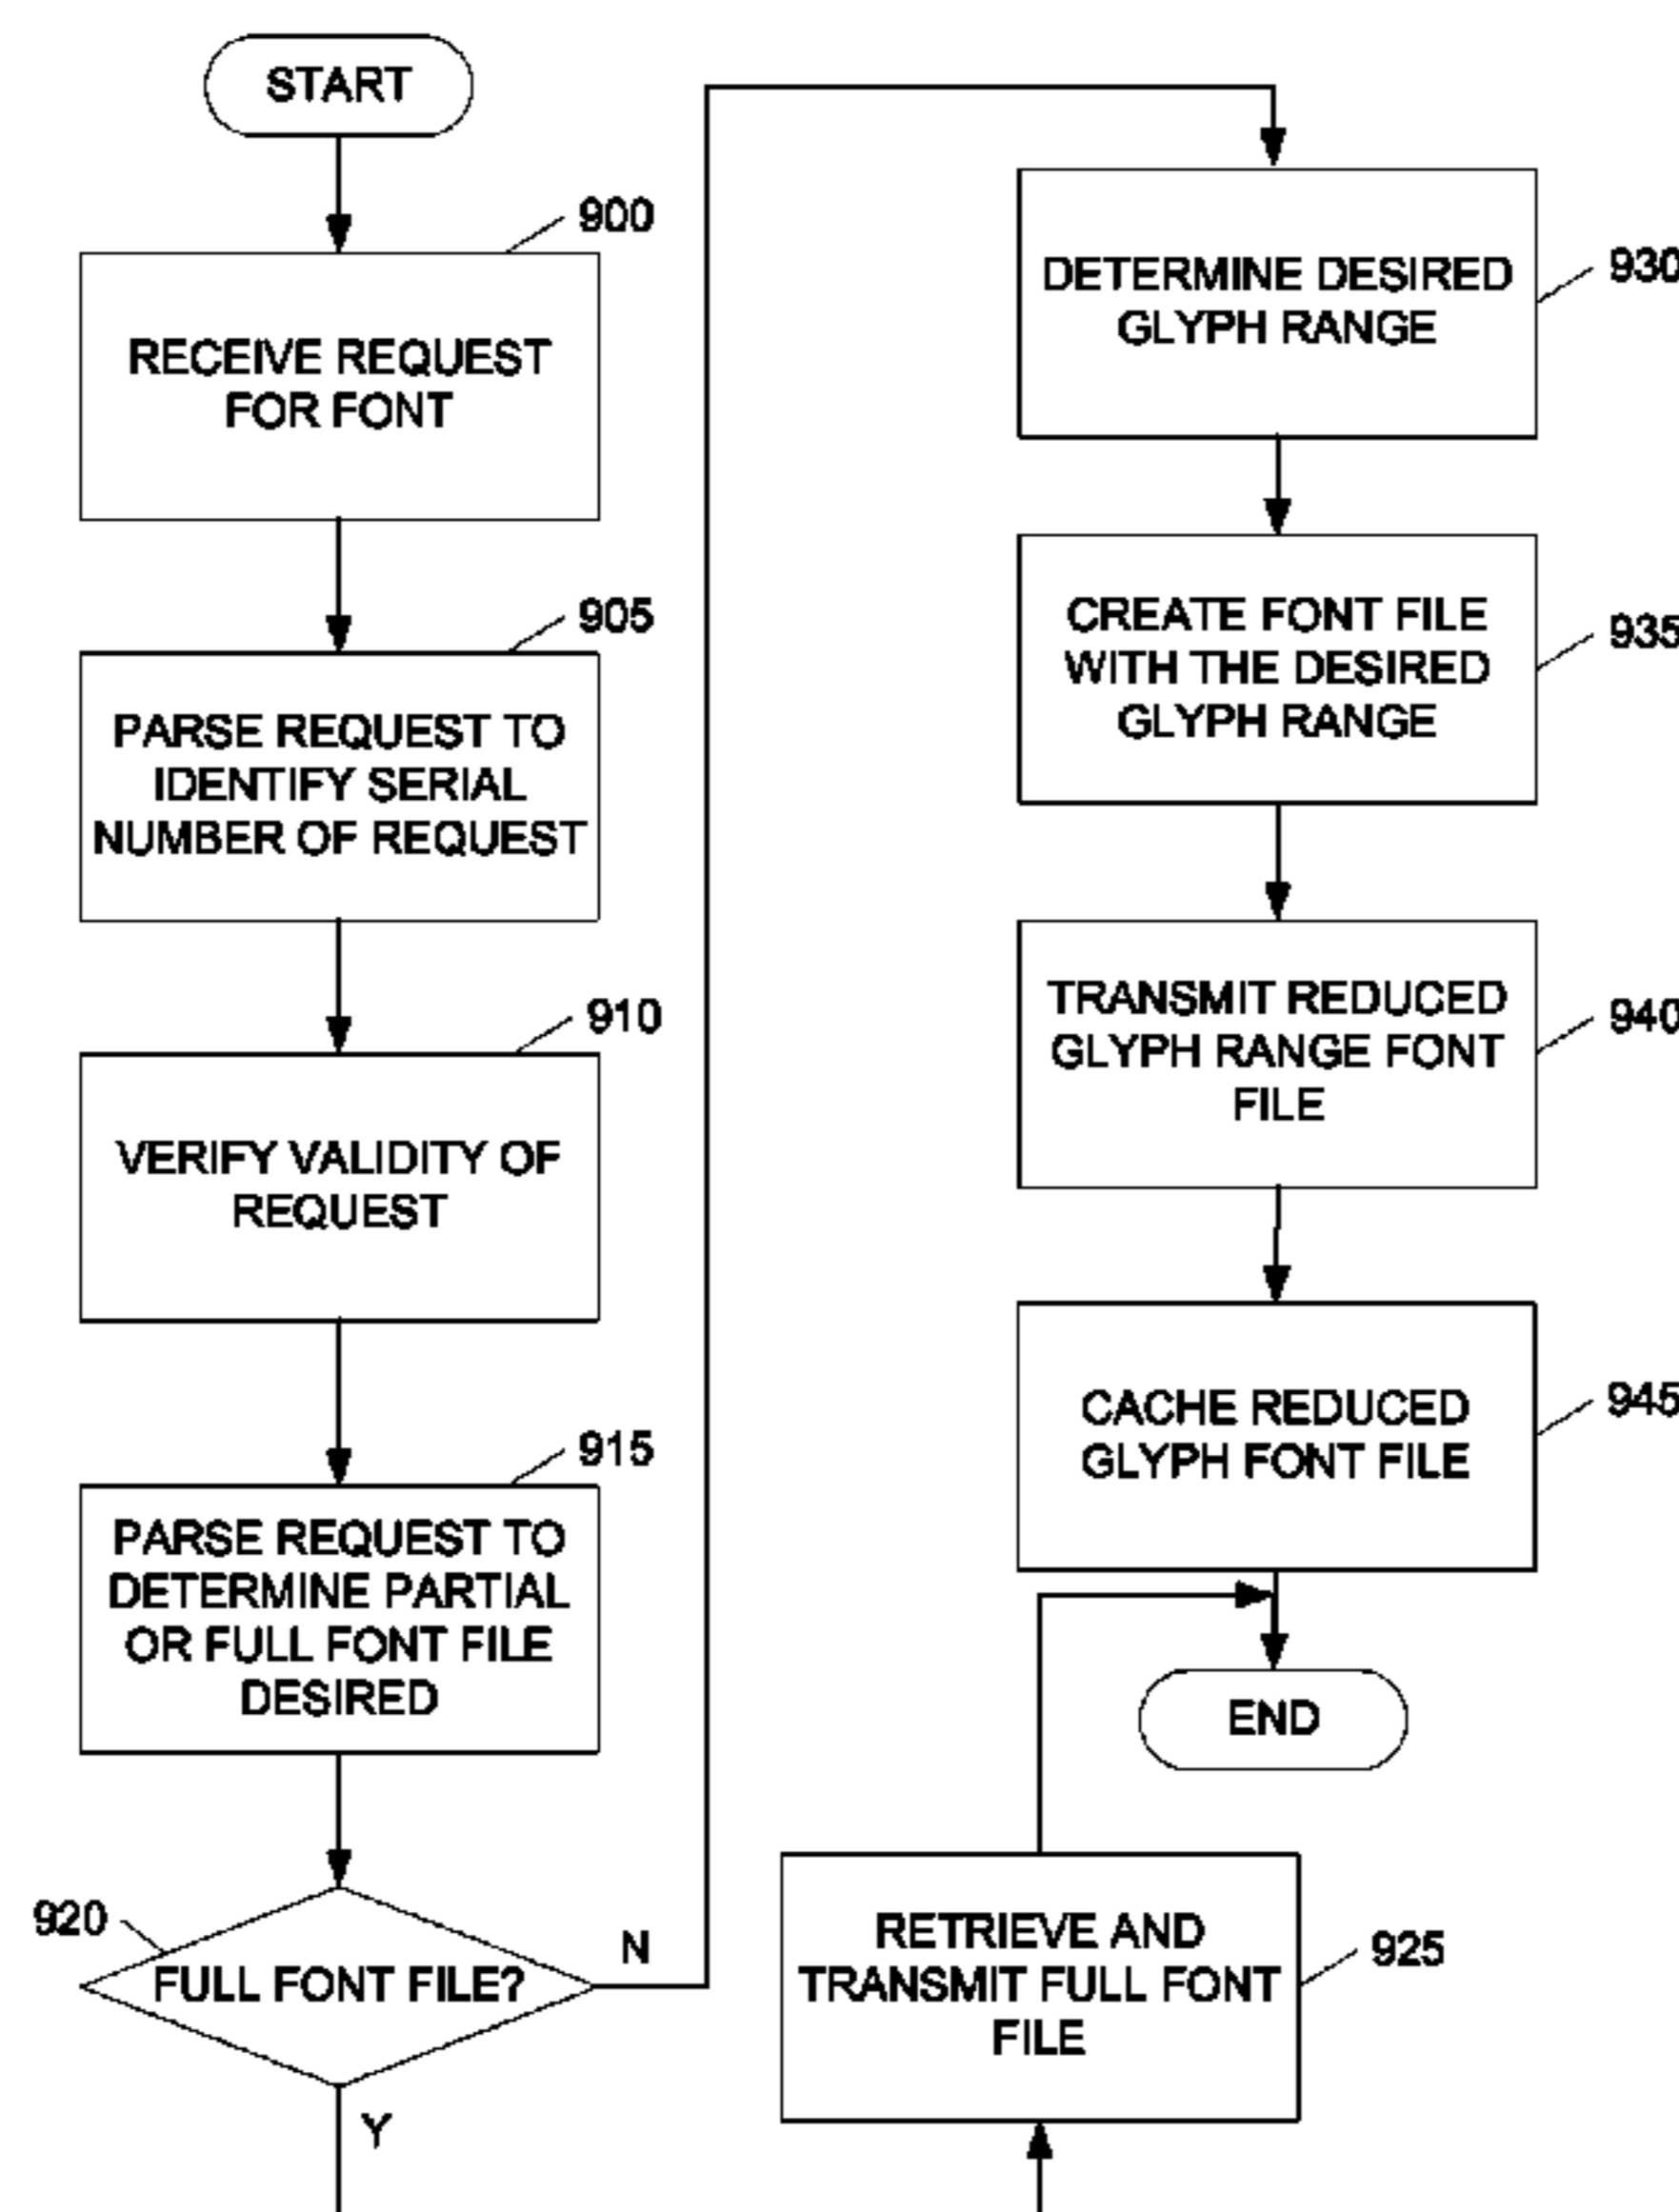 START
900
RECEIVE REQUEST
FOR FONT
905
PARSE REQUEST TO
IDENTIFY SERIAL
NUMBER OF REQUEST
910
VERIFY VALIDITY OF
REQUEST
915
PARSE REQUEST TO
DETERMINE PARTIAL
OR FULL FONT FILE
DESIRED
920
FULL FONT FILE?
N
Y
930
DETERMINE DESIRED
GLYPH RANGE
935
CREATE FONT FILE
WITH THE DESIRED
GLYPH RANGE
940
TRANSMIT REDUCED
GLYPH RANGE FONT
FILE
945
CACHE REDUCED
GLYPH FONT FILE
END
925
RETRIEVE AND
TRANSMIT FULL FONT
FILE